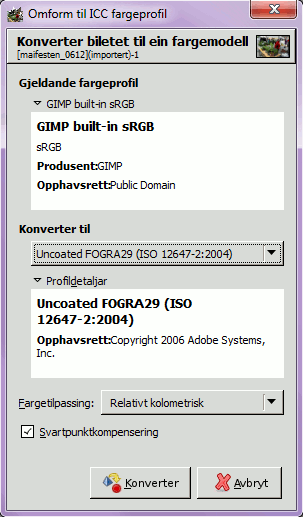 Omform til ICC fargeprofil
Konverter biletet til ein fargemodell
[maifesten_0612](importert)-1
Gjeldande fargeprofil
GIMP built-in sRGB
GIMP built-in sRGB
sRGB
Produsent:GIMP
Opphavsrett:Public Domain
Konverter til
Uncoated FOGRA29 (ISO 12647-2:2004)
Profildetaljar
Uncoated FOGRA29 (ISO
12647-2:2004)
Opphavsrett:Copyright 2006 Adobe Systems,
Inc.
Fargetilpassing: Relativt kolometrisk
Svartpunktkompensering
Konverter Avbryt